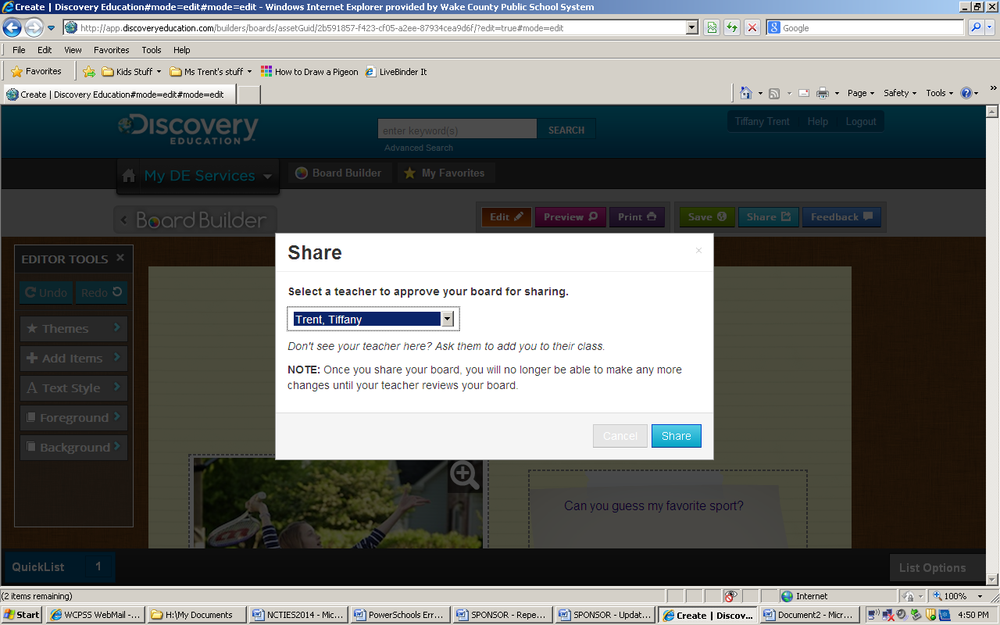 Create | Discovery Education#mode=edit#mode=edit - Windows Internet Explorer provided by Wake County Public School System
http://app.discoveryeducation.com/builders/boards/assetGuid/2b591857-f423-cf05-a2ee-87934cea9d6f/?edit=true#mode=edit
Google
File Edit View Favorites Tools Help
Favorites Kids Stuff Ms Trent's stuff How to Draw a Pigeon LiveBinder It
Create | Discovery Education#mode=edit#mode=edit
Page Safety Tools
Discovery EDUCATION
enter keyword(s) SEARCH
Advanced Search
Tiffany Trent Help Logout
My DE Services Board Builder My Favorites
Board Builder
Edit Preview Print Save Share Feedback
EDITOR TOOLS
Undo Redo
Themes
Add Items
Text Style
Foreground
Background
Share
Select a teacher to approve your board for sharing.
Trent, Tiffany
Don't see your teacher here? Ask them to add you to their class.
NOTE: Once you share your board, you will no longer be able to make any more
changes until your teacher reviews your board.
Cancel Share
Can you guess my favorite sport?
QuickList 1
List Options
(2 items remaining) Internet 100%
Start WCPSS WebMail -... H:\My Documents NCTIES2014 - Mic... PowerSchools Err... SPONSOR - Repe... SPONSOR - Updat... Create | Discov... Document2 - Micr... 4:50 PM